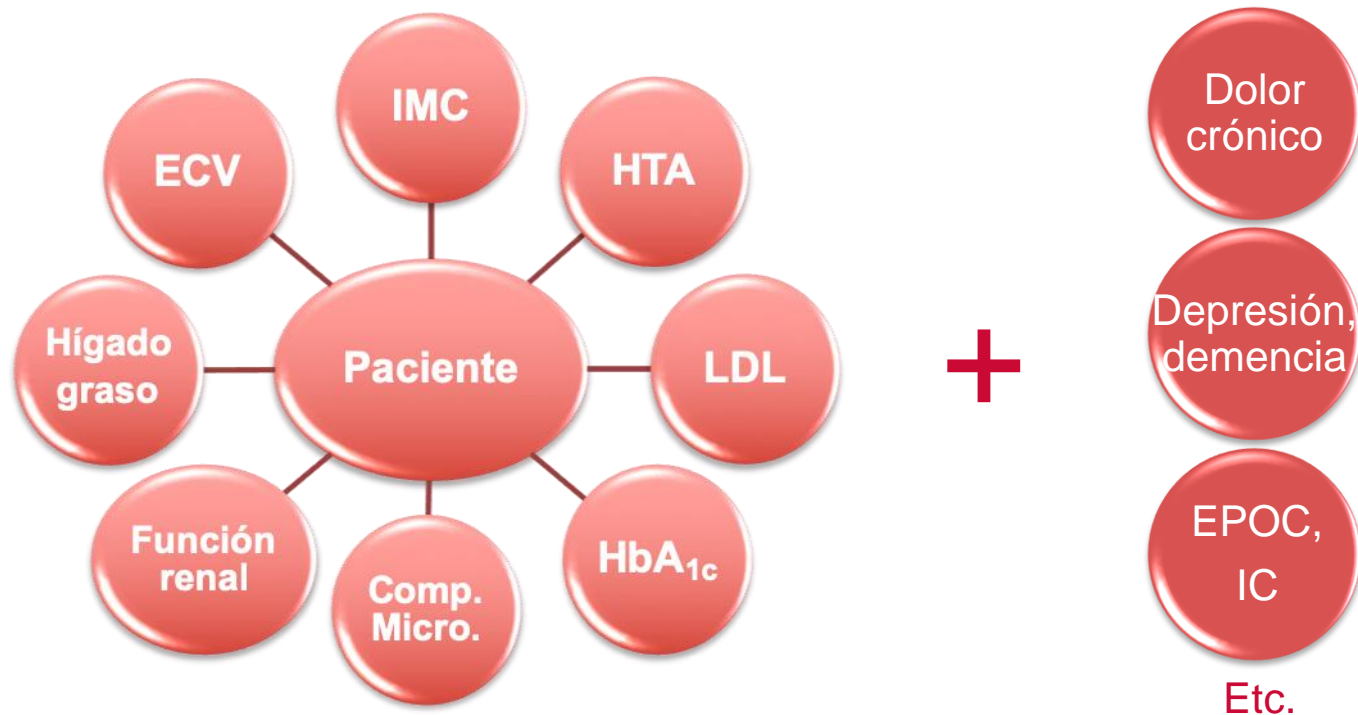 IMC
HTA
LDL
HbA1c
Comp.
Micro.
Función
renal
Hígado
graso
ECV
Paciente
+
Dolor
crónico
Depresión,
demencia
EPOC,
IC
Etc.